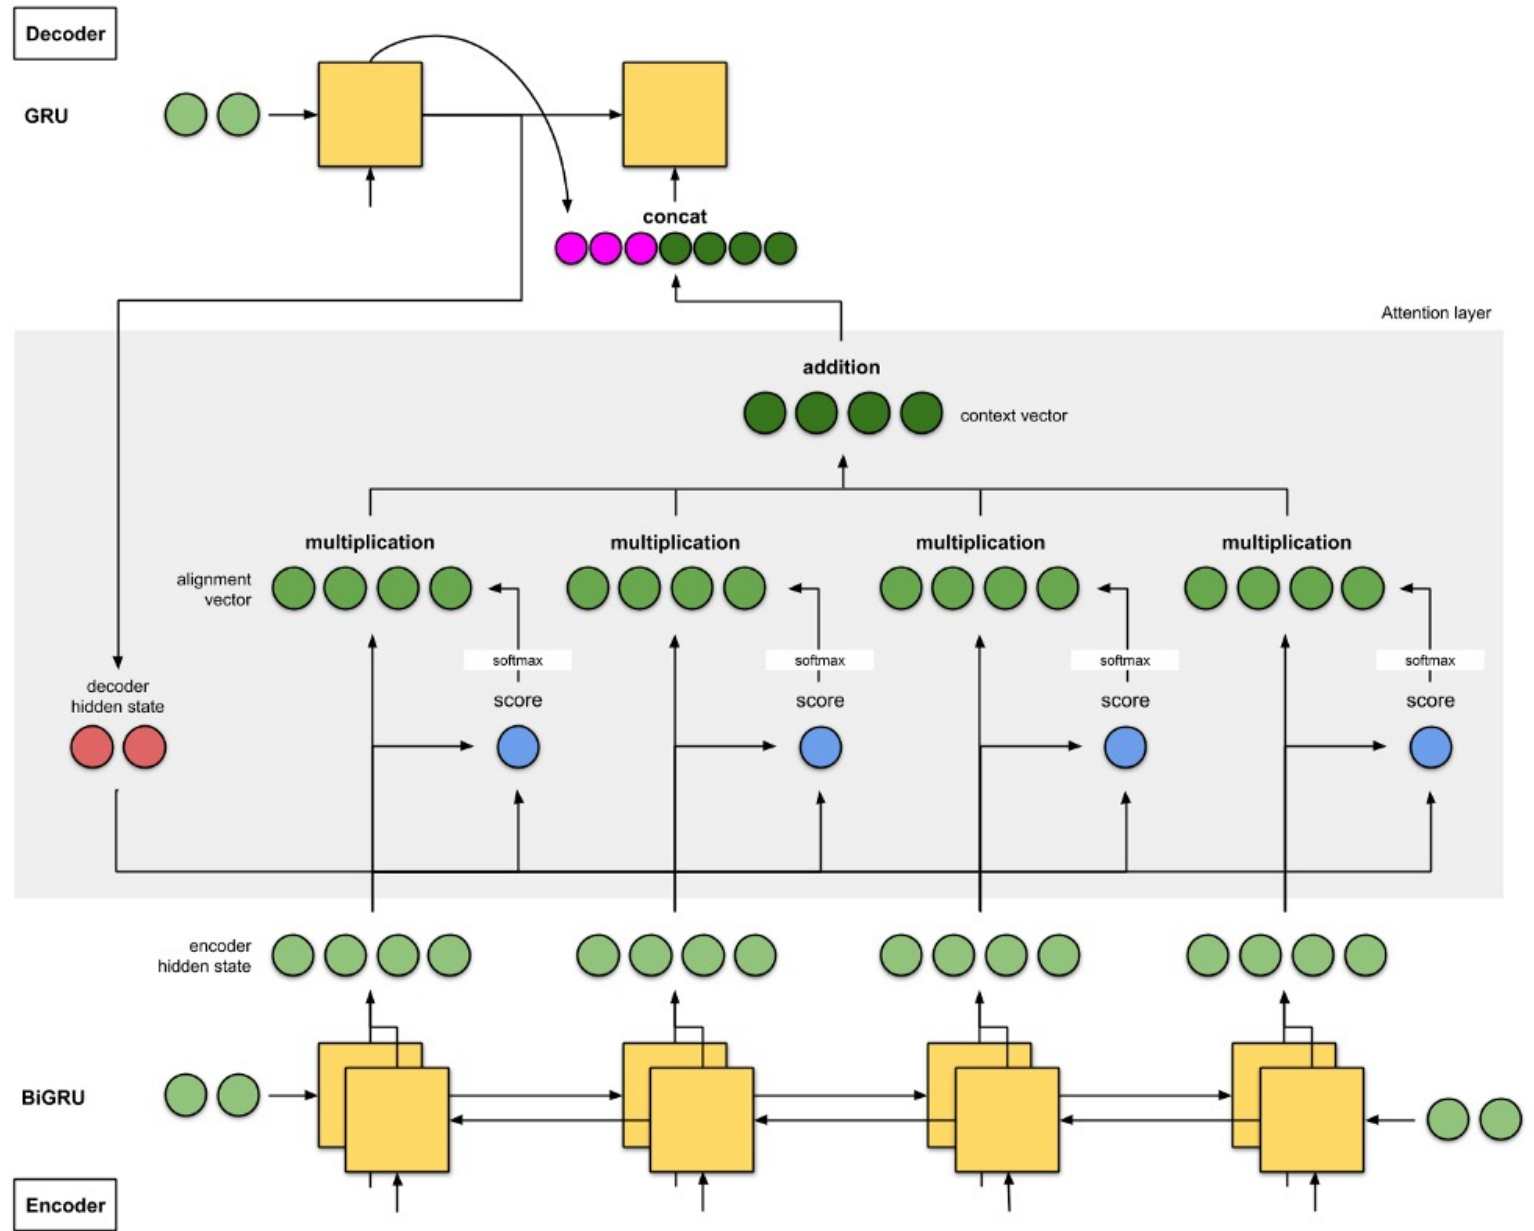 Decoder
GRU
concat
Attention layer
addition
context vector
multiplication
multiplication
multiplication
multiplication
alignment
vector
softmax
softmax
softmax
softmax
decoder
hidden state
score
score
score
score
encoder
hidden state
BiGRU
Encoder